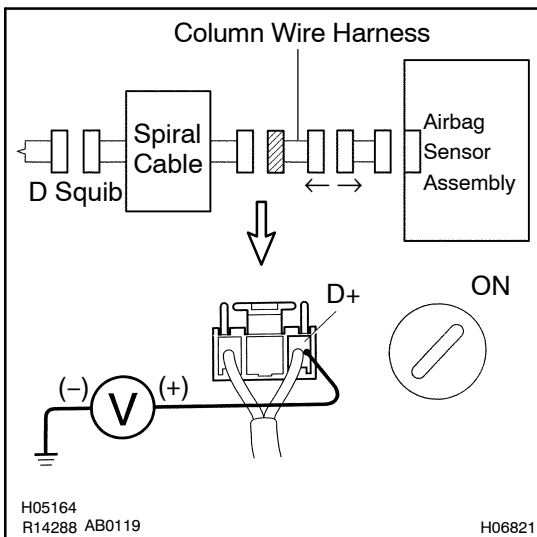 Column Wire Harness
Spiral
Cable
Airbag
Sensor
Assembly
D Squib
D+
ON
(−)
V
(+)
H05164
R14288 AB0119
H06821